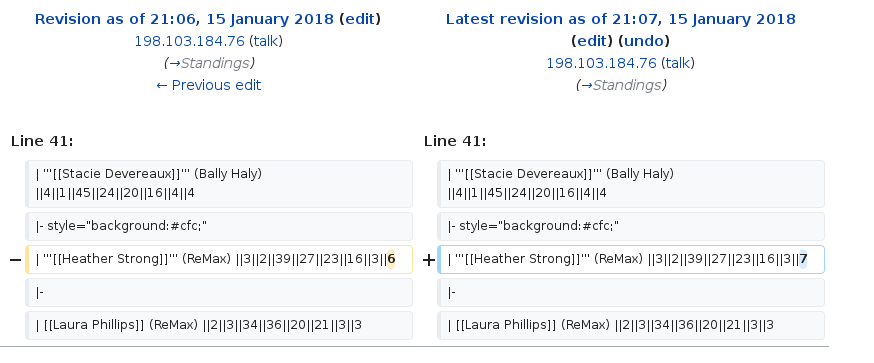 Revision as of 21:06, 15 January 2018 (edit)
198.103.184.76 (talk)
(→Standings)
← Previous edit
Latest revision as of 21:07, 15 January 2018
(edit) (undo)
198.103.184.76 (talk)
(→Standings)
Line 41:
Line 41:
| '''[[Stacie Devereaux]]''' (Bally Haly)
||4||1||45||24||20||16||4||4
| '''[[Stacie Devereaux]]''' (Bally Haly)
||4||1||45||24||20||16||4||4
|- style="background:#cfc;"
|- style="background:#cfc;"
− | '''[[Heather Strong]]''' (ReMax) ||3||2||39||27||23||16||3||6
+ | '''[[Heather Strong]]''' (ReMax) ||3||2||39||27||23||16||3||7
|-
|-
| [[Laura Phillips]] (ReMax) ||2||3||34||36||20||21||3||3
| [[Laura Phillips]] (ReMax) ||2||3||34||36||20||21||3||3